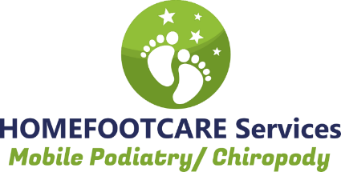 HOMEFOOTCARE Services
Mobile Podiatry/ Chiropody